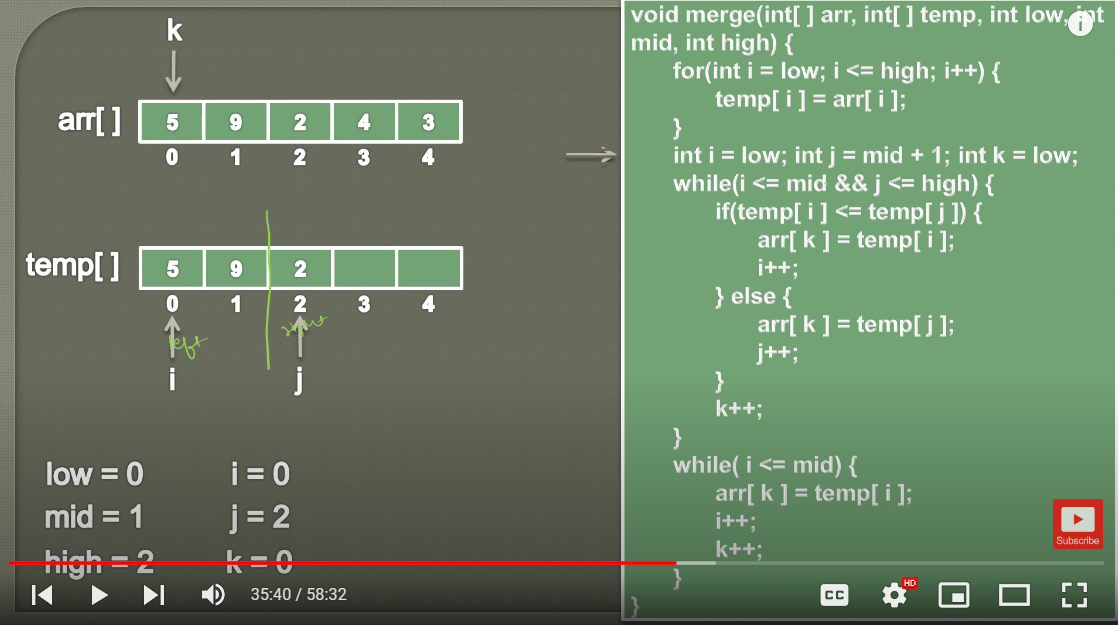 k
arr[ ]
5 9 2 4 3
0 1 2 3 4
temp[ ]
5 9 2
0 1 2 3 4
left
right
i
j
low = 0 i = 0
mid = 1 j = 2
high = 2 k = 0
35:40 / 58:32
void merge(int[ ] arr, int[ ] temp, int low, int
mid, int high) {
for(int i = low; i <= high; i++) {
temp[ i ] = arr[ i ];
}
int i = low; int j = mid + 1; int k = low;
while(i <= mid && j <= high) {
if(temp[ i ] <= temp[ j ]) {
arr[ k ] = temp[ i ];
i++;
} else {
arr[ k ] = temp[ j ];
j++;
}
k++;
}
while( i <= mid) {
arr[ k ] = temp[ i ];
i++;
k++;
}
}
i
Subscribe
CC
HD